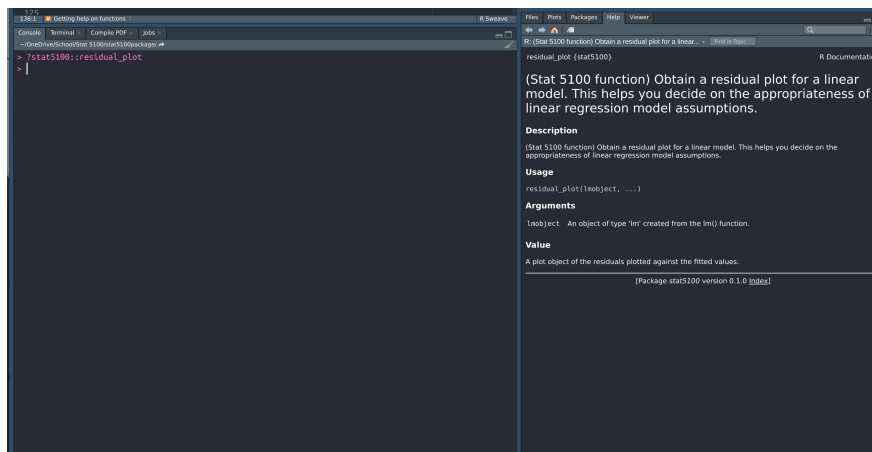 125
136:1 Getting help on functions R Sweave
Console Terminal × Compile PDF × Jobs ×
~/OneDrive/School/Stat 5100/stat5100package/
> ?stat5100::residual_plot
>
Files Plots Packages Help Viewer
R: (Stat 5100 function) Obtain a residual plot for a linear... Find in Topic
residual_plot {stat5100} R Documentatio
(Stat 5100 function) Obtain a residual plot for a linear
model. This helps you decide on the appropriateness of
linear regression model assumptions.
Description
(Stat 5100 function) Obtain a residual plot for a linear model. This helps you decide on the
appropriateness of linear regression model assumptions.
Usage
residual_plot(lmobject, ...)
Arguments
lmobject An object of type 'lm' created from the lm() function.
Value
A plot object of the residuals plotted against the fitted values.
[Package stat5100 version 0.1.0 Index]